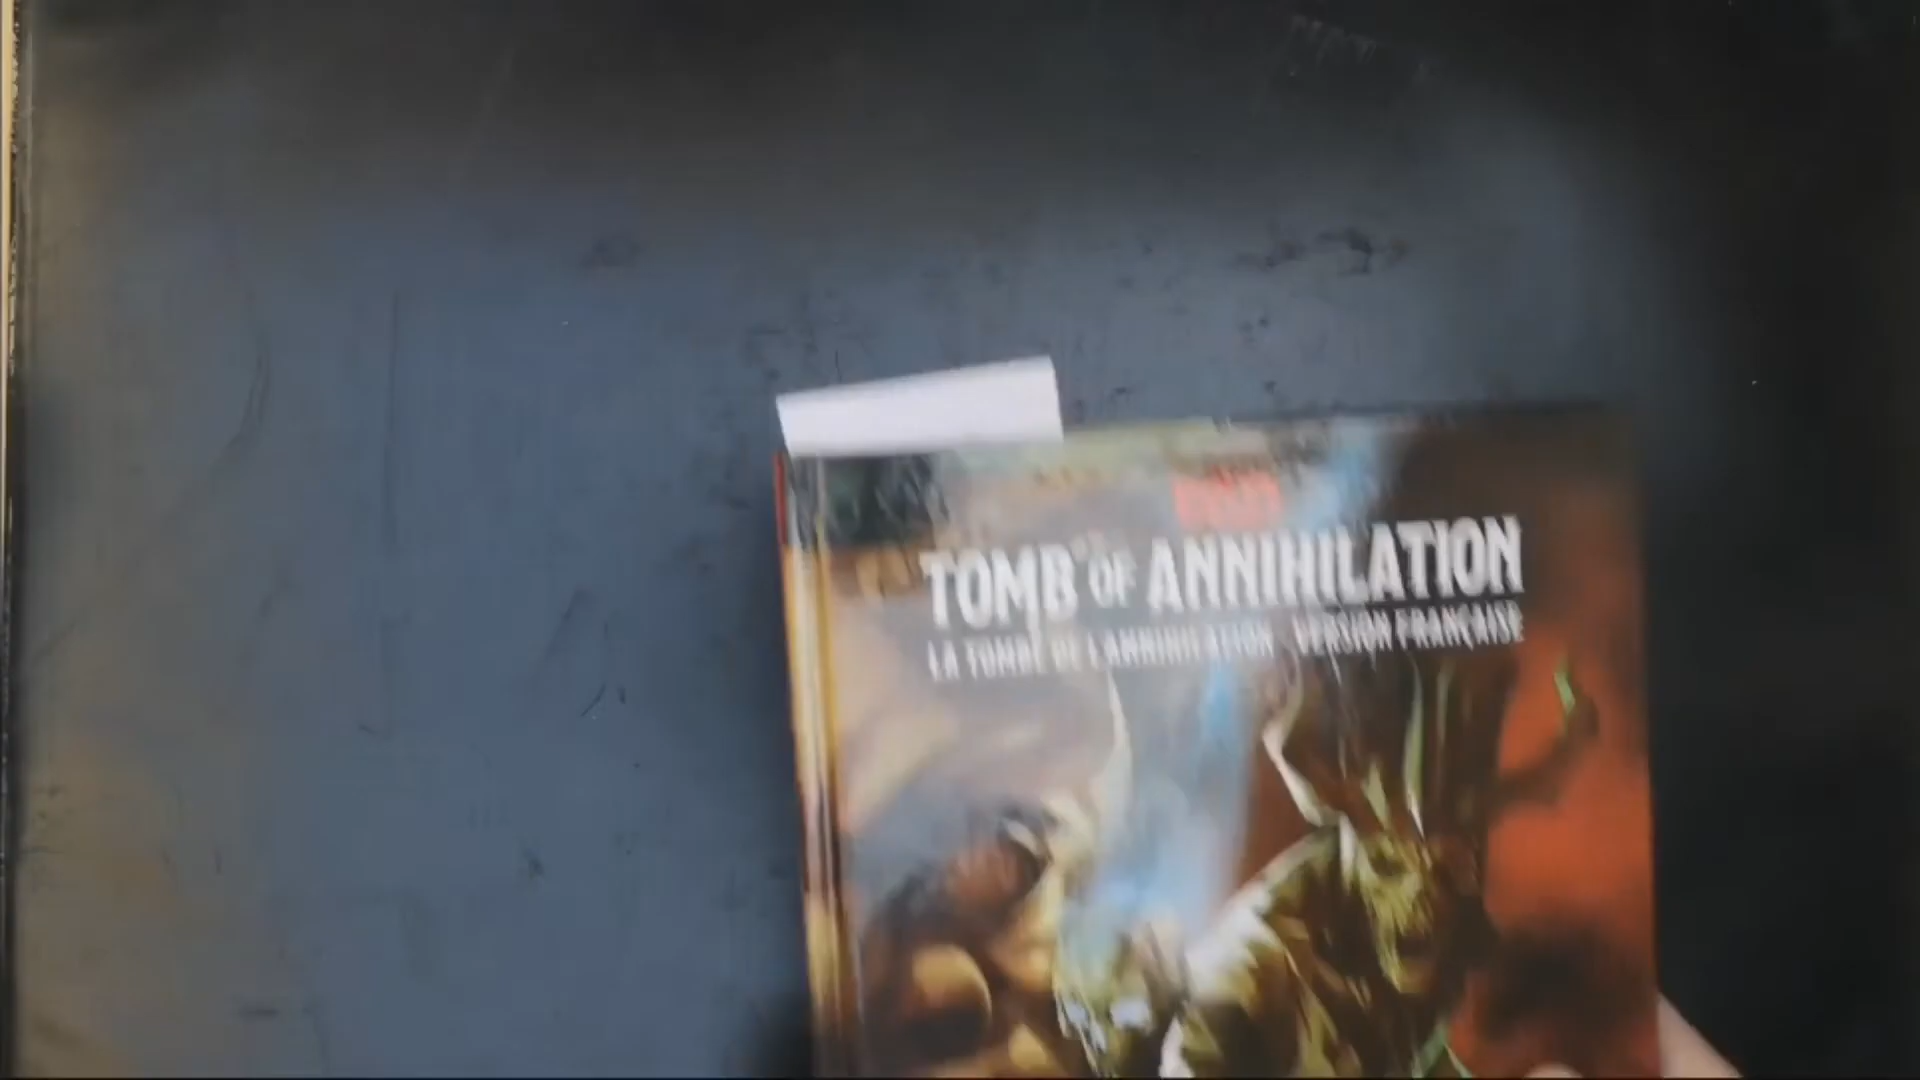 TOMB OF ANNIHILATION
LA TOMBE DE L'ANNIHILATION - VERSION FRANÇAISE